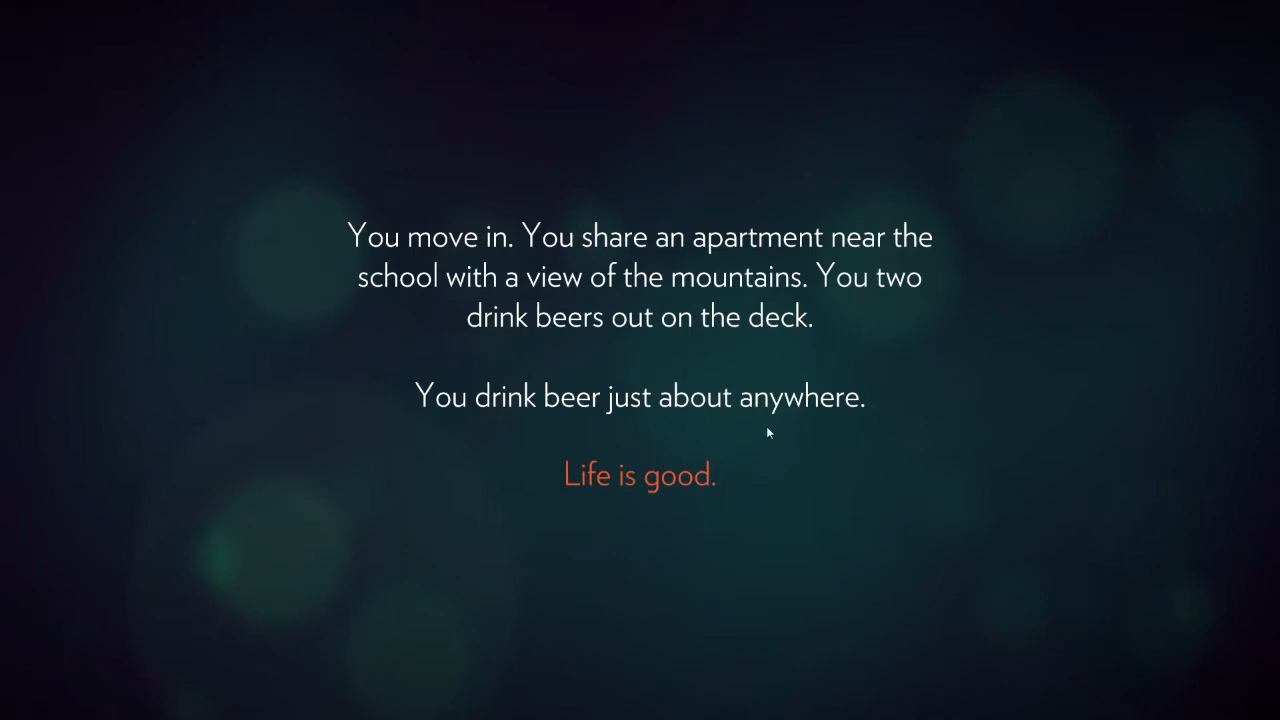 You move in. You share an apartment near the
school with a view of the mountains. You two
drink beers out on the deck.
You drink beer just about anywhere.
Life is good.